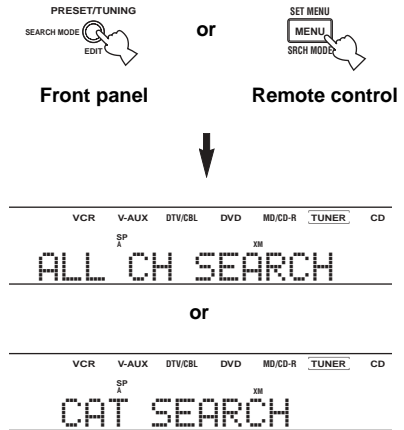 PRESET/TUNING
SEARCH MODE
EDIT
or
SET MENU
MENU
SRCH MODE
Front panel
Remote control
VCR V-AUX DTV/CBL DVD MD/CD-R TUNER CD
SP
A
XM
ALL CH SEARCH
or
VCR V-AUX DTV/CBL DVD MD/CD-R TUNER CD
SP
A
XM
CAT SEARCH